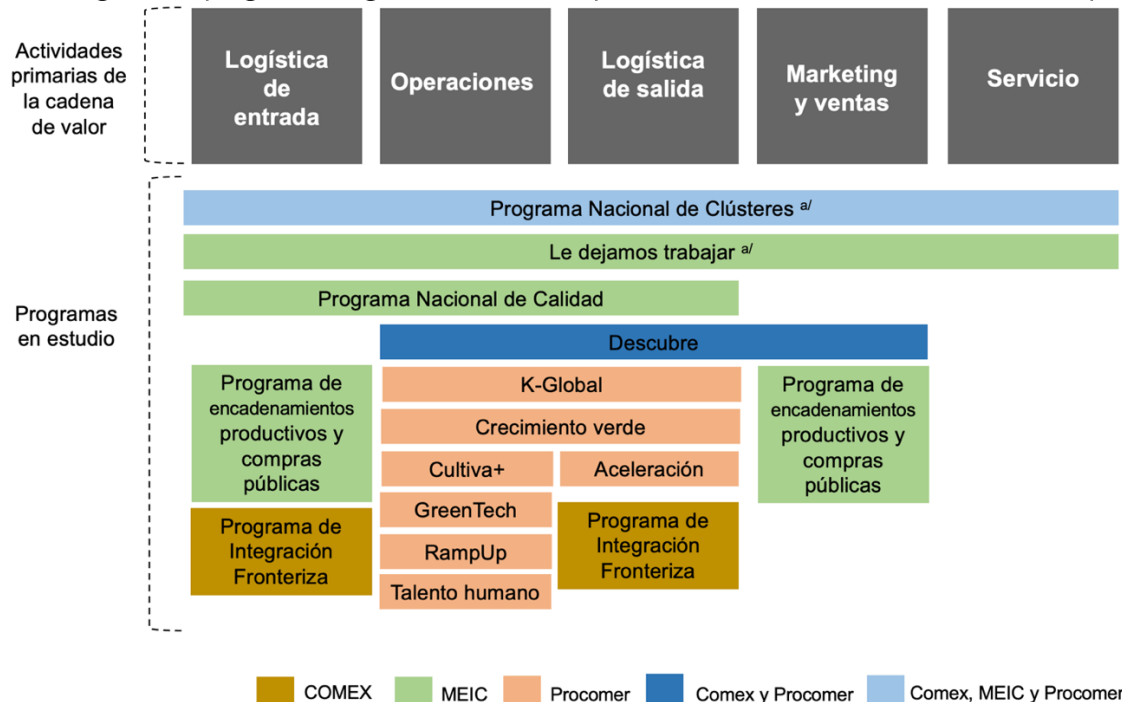 Actividades
primarias de
la cadena
de valor
Logística
de
entrada
Operaciones
Logística
de salida
Marketing
y ventas
Servicio
Programas
en estudio
Programa Nacional de Clústeres a/
Le dejamos trabajar a/
Programa Nacional de Calidad
Descubre
Programa de
encadenamientos
productivos y
compras
públicas
K-Global
Crecimiento verde
Cultiva+
Aceleración
GreenTech
RampUp
Talento humano
Programa de
Integración
Fronteriza
Programa de
Integración
Fronteriza
Programa de
encadenamientos
productivos y
compras
públicas
COMEX
MEIC
Procomer
Comex y Procomer
Comex, MEIC y Procomer